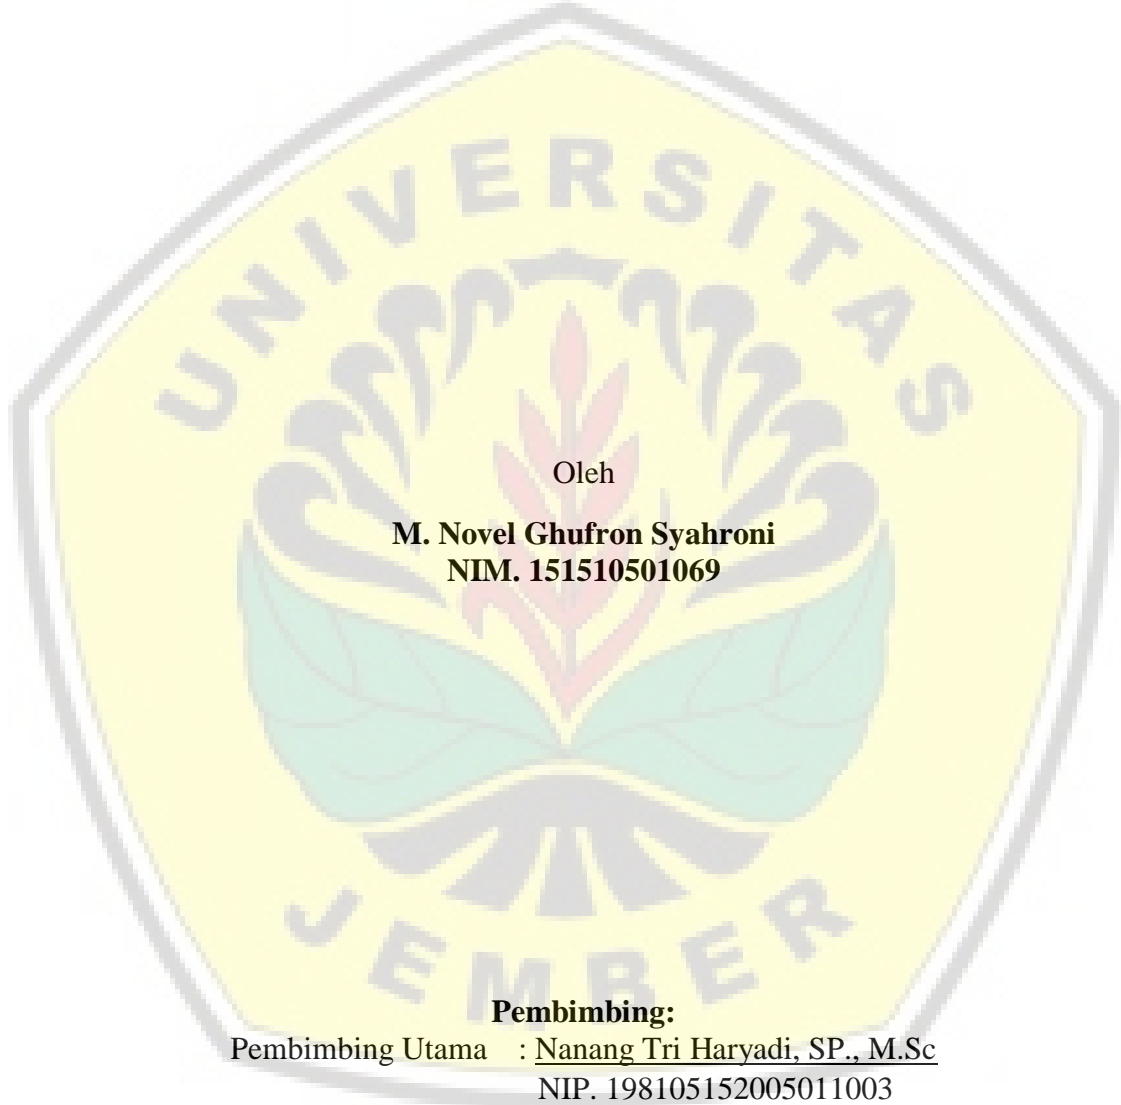 UNIVERSITAS
Oleh
M. Novel Ghufron Syahroni
NIM. 151510501069
JEMBER
Pembimbing:
Pembimbing Utama : Nanang Tri Haryadi, SP., M.Sc
NIP. 198105152005011003